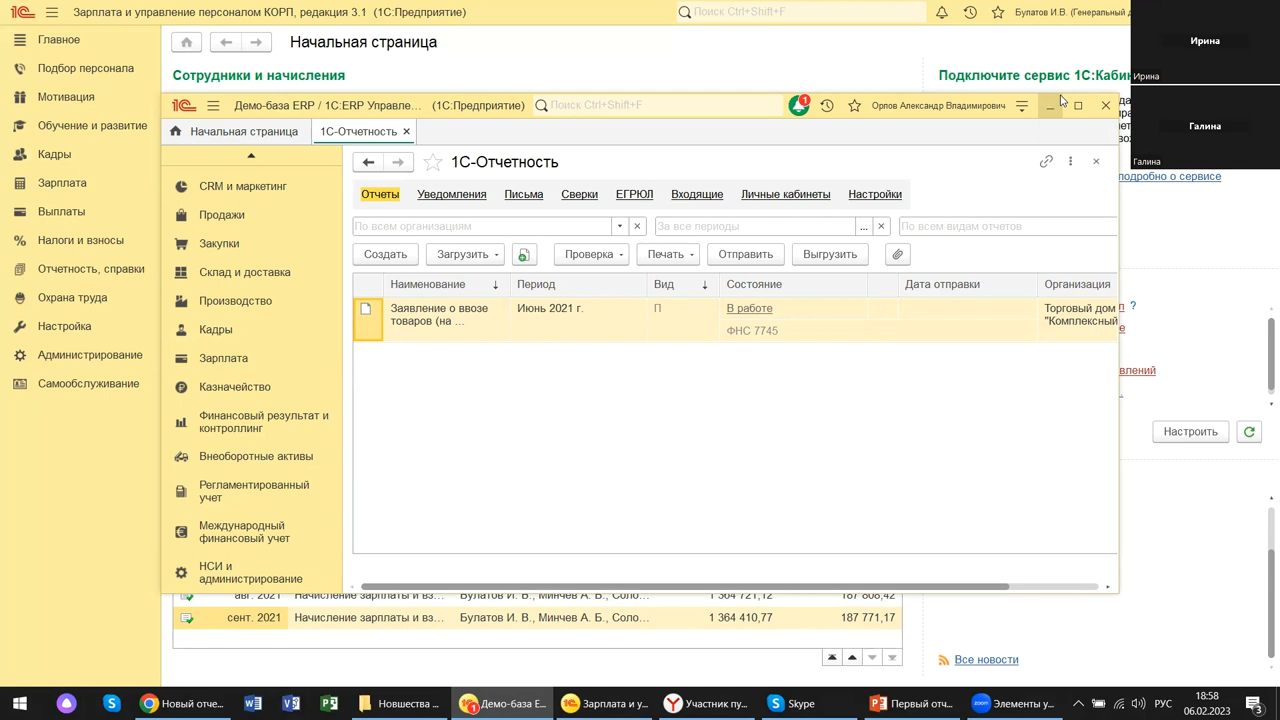 Зарплата и управление персоналом КОРП, редакция 3.1 (1С:Предприятие)
Поиск Ctrl+Shift+F
Булатов И.В. (Генеральный д
Главное
Подбор персонала
Мотивация
Обучение и развитие
Кадры
Зарплата
Выплаты
Налоги и взносы
Отчетность, справки
Охрана труда
Настройка
Администрирование
Самообслуживание
Начальная страница
Сотрудники и начисления
Подключите сервис 1С:Каби
Ирина
Ирина
Галина
Галина
подробно о сервисе
Демо-база ERP / 1С:ERP Управле... (1С:Предприятие)
Поиск Ctrl+Shift+F
1
Орлов Александр Владимирович
Начальная страница
1С-Отчетность
CRM и маркетинг
Продажи
Закупки
Склад и доставка
Производство
Кадры
Зарплата
Казначейство
Финансовый результат и
контроллинг
Внеоборотные активы
Регламентированный
учет
Международный
финансовый учет
НСИ и
администрирование
1С-Отчетность
Отчеты Уведомления Письма Сверки ЕГРЮЛ Входящие Личные кабинеты Настройки
По всем организациям
За все периоды
...
По всем видам отчетов
Создать Загрузить Проверка Печать Отправить Выгрузить
Наименование Период Вид Состояние Дата отправки Организация
Заявление о ввозе
товаров (на ...
Июнь 2021 г. П В работе
ФНС 7745
Торговый дом
"Комплексный
?
явлений
Настроить
авг. 2021 Начисление зарплаты и вз... Булатов И. В., Минчев А. Б., Соло... 1 364 721,12 187 808,42
сент. 2021 Начисление зарплаты и вз... Булатов И. В., Минчев А. Б., Соло... 1 364 410,77 187 771,17
Все новости
Новый отче...
Новшества ...
Демо-база E...
Зарплата и у...
Участник пу...
Skype
Первый отч...
Элементы у...
РУС
18:58
06.02.2023
3